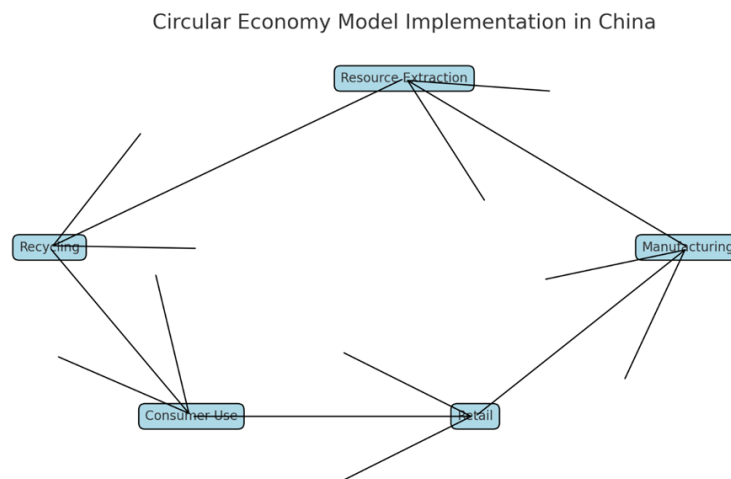 Circular Economy Model Implementation in China
Resource Extraction
Recycling
Manufacturing
Consumer Use
Retail